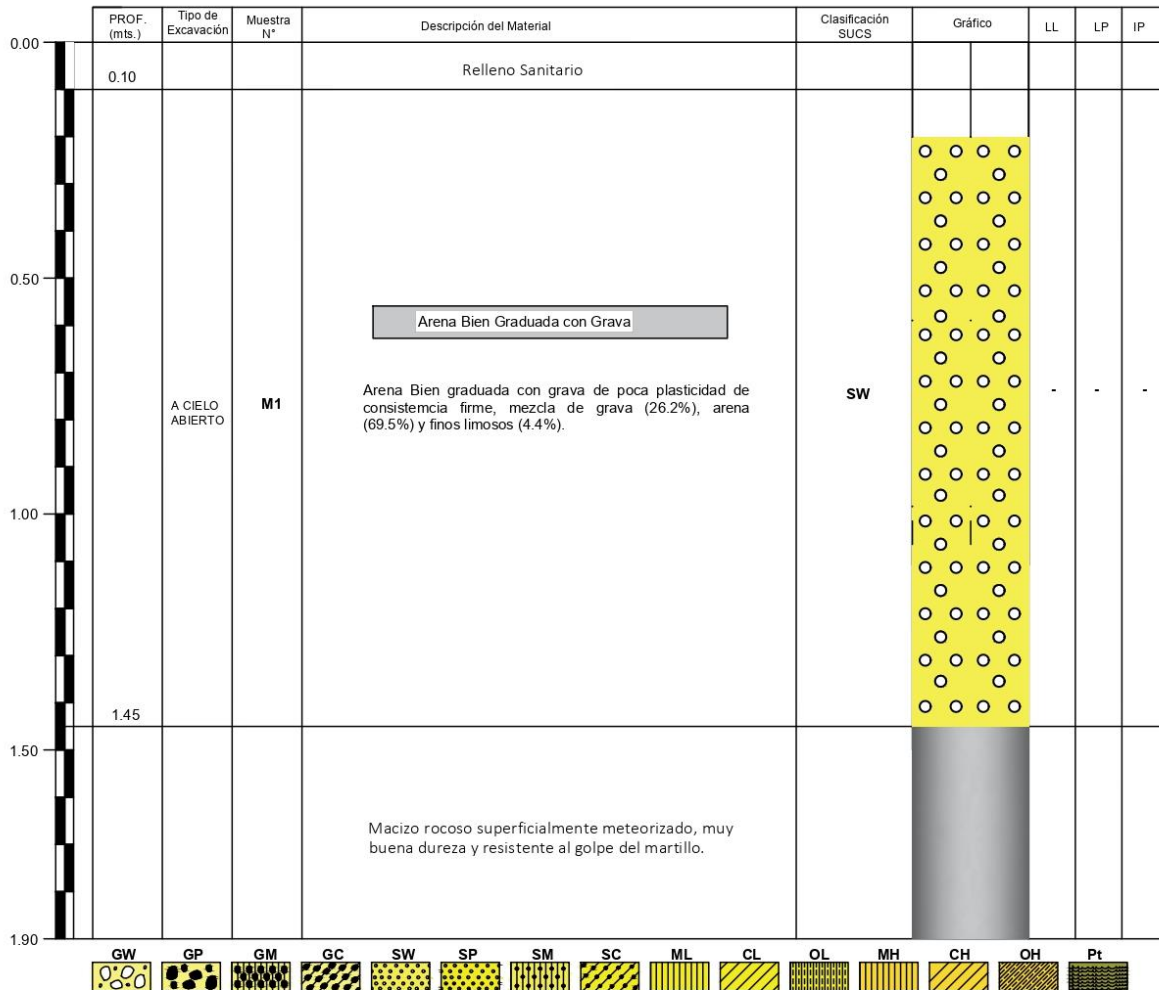 PROF. (mts.) Tipo de Excavación Muestra N° Descripción del Material Clasificación SUCS Gráfico LL LP IP
0.00
0.10 Relleno Sanitario
0.50
Arena Bien Graduada con Grava
Arena Bien graduada con grava de poca plasticidad de
consistemcia firme, mezcla de grava (26.2%), arena
(69.5%) y finos limosos (4.4%).
A CIELO
ABIERTO
M1
SW
- - -
1.00
1.45
1.50
Macizo rocoso superficialmente meteorizado, muy
buena dureza y resistente al golpe del martillo.
1.90
GW GP GM GC SW SP SM SC ML CL OL MH CH OH Pt